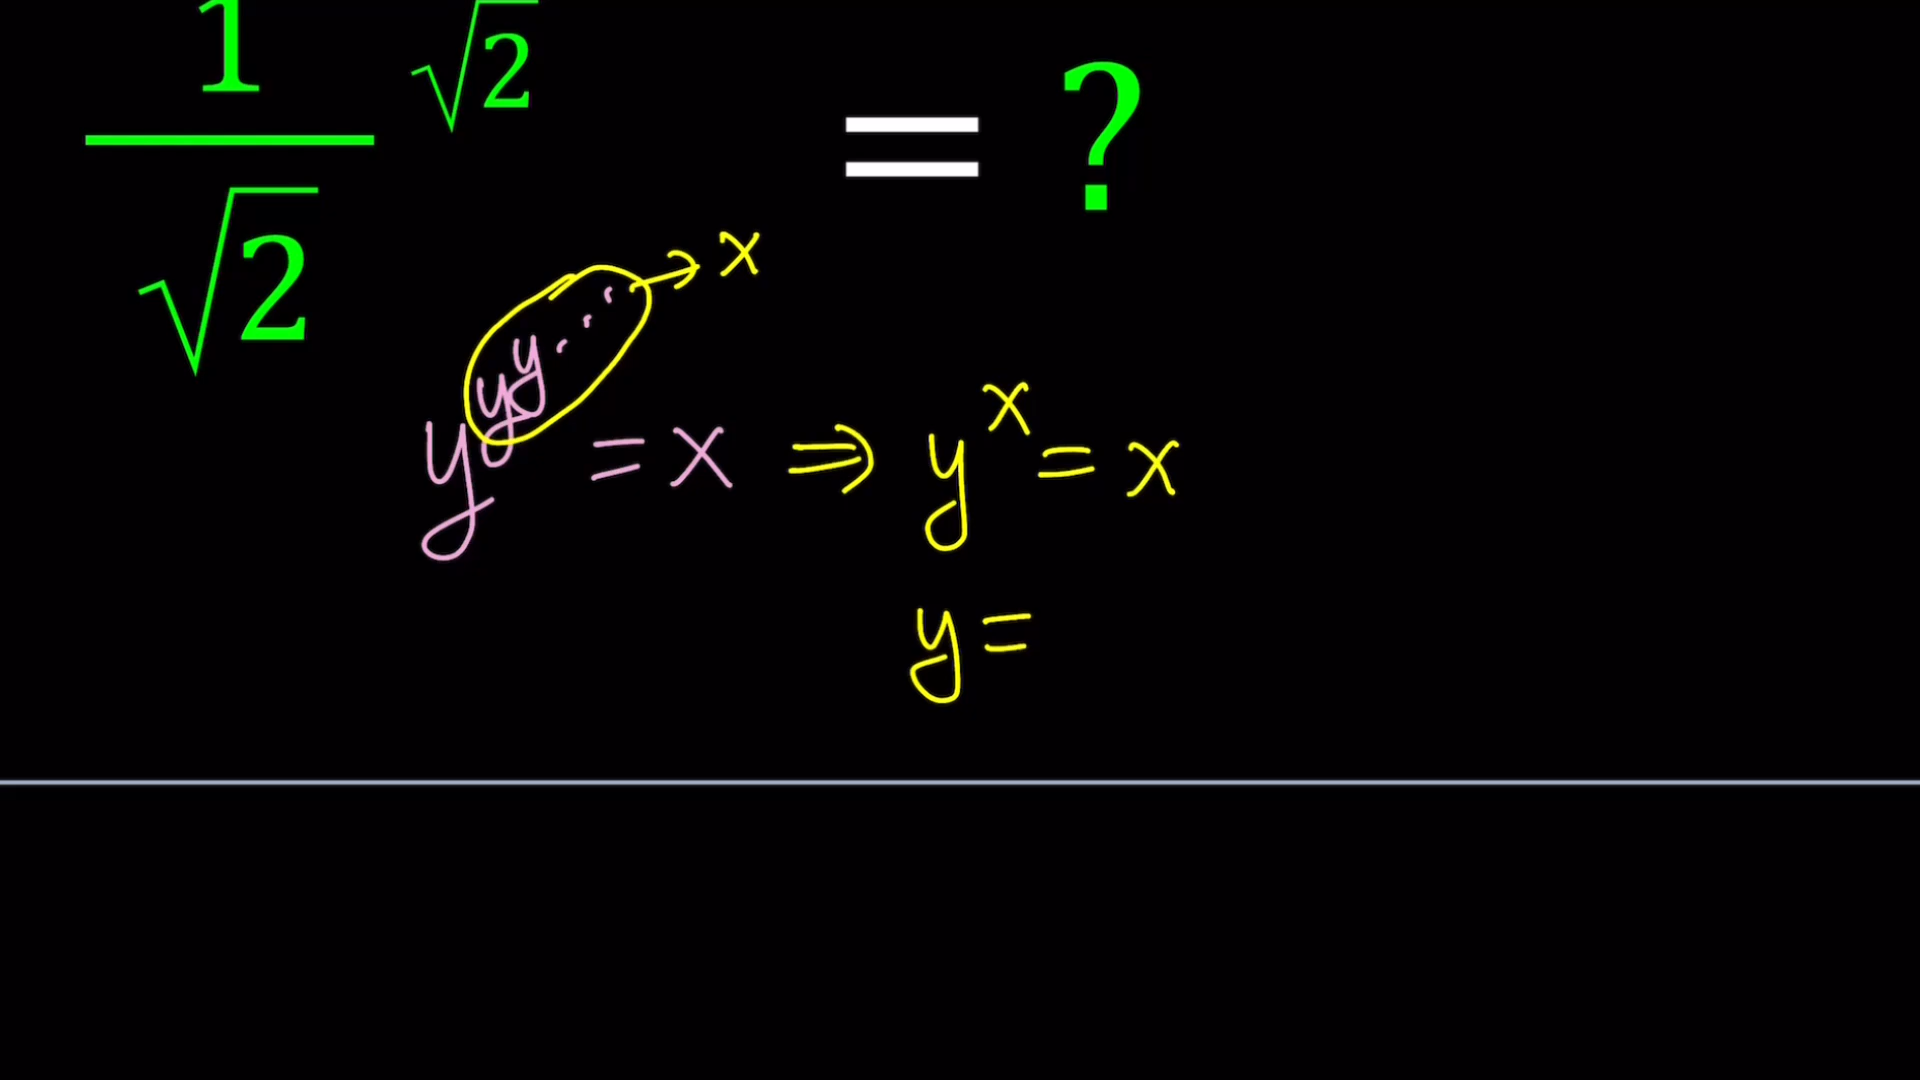 1/√2 √2 = ?
y^y^y^⋰ = x ⇒ y^x = x
→ x
y =